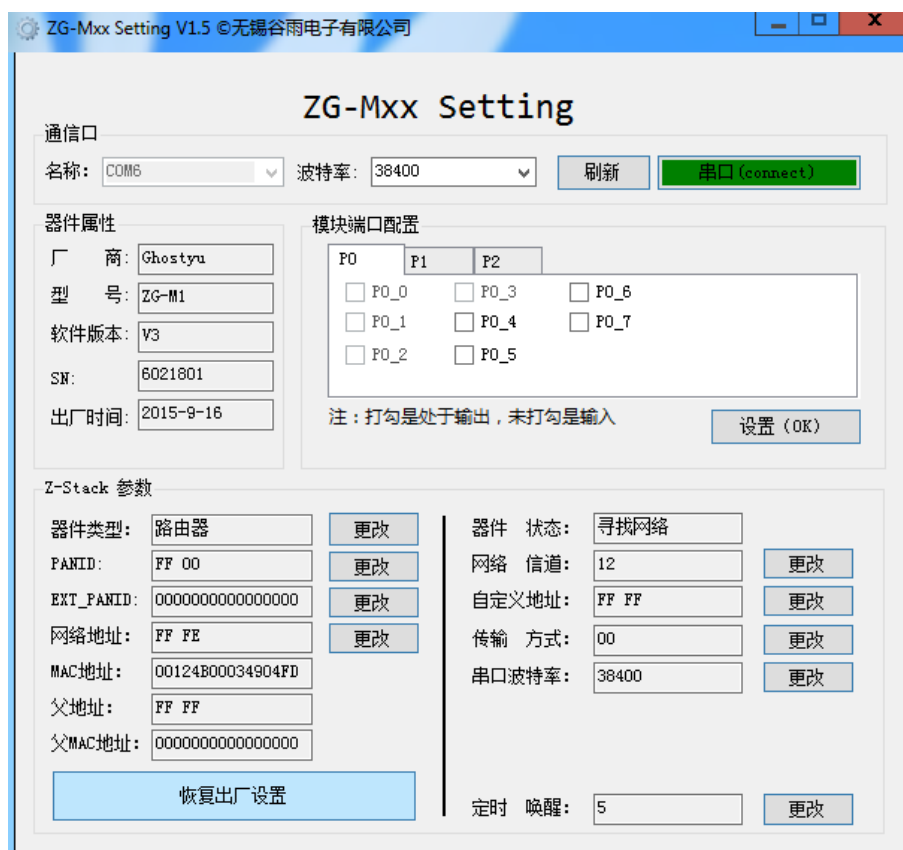 ZG-Mxx Setting V1.5 ©无锡谷雨电子有限公司
ZG-Mxx Setting
通信口
名称: COM6 波特率: 38400 刷新 串口(connect)
器件属性
厂 商: Ghostyu
型 号: ZG-M1
软件版本: V3
SN: 6021801
出厂时间: 2015-9-16
模块端口配置
P0 P1 P2
P0_0 P0_3 P0_6
P0_1 P0_4 P0_7
P0_2 P0_5
注：打勾是处于输出，未打勾是输入
设置 (OK)
Z-Stack 参数
器件类型: 路由器 更改
PANID: FF 00 更改
EXT_PANID: 0000000000000000 更改
网络地址: FF FE 更改
MAC地址: 00124B00034904FD
父地址: FF FF
父MAC地址: 0000000000000000
恢复出厂设置
器件 状态: 寻找网络
网络 信道: 12 更改
自定义地址: FF FF 更改
传输 方式: 00 更改
串口波特率: 38400 更改
定时 唤醒: 5 更改